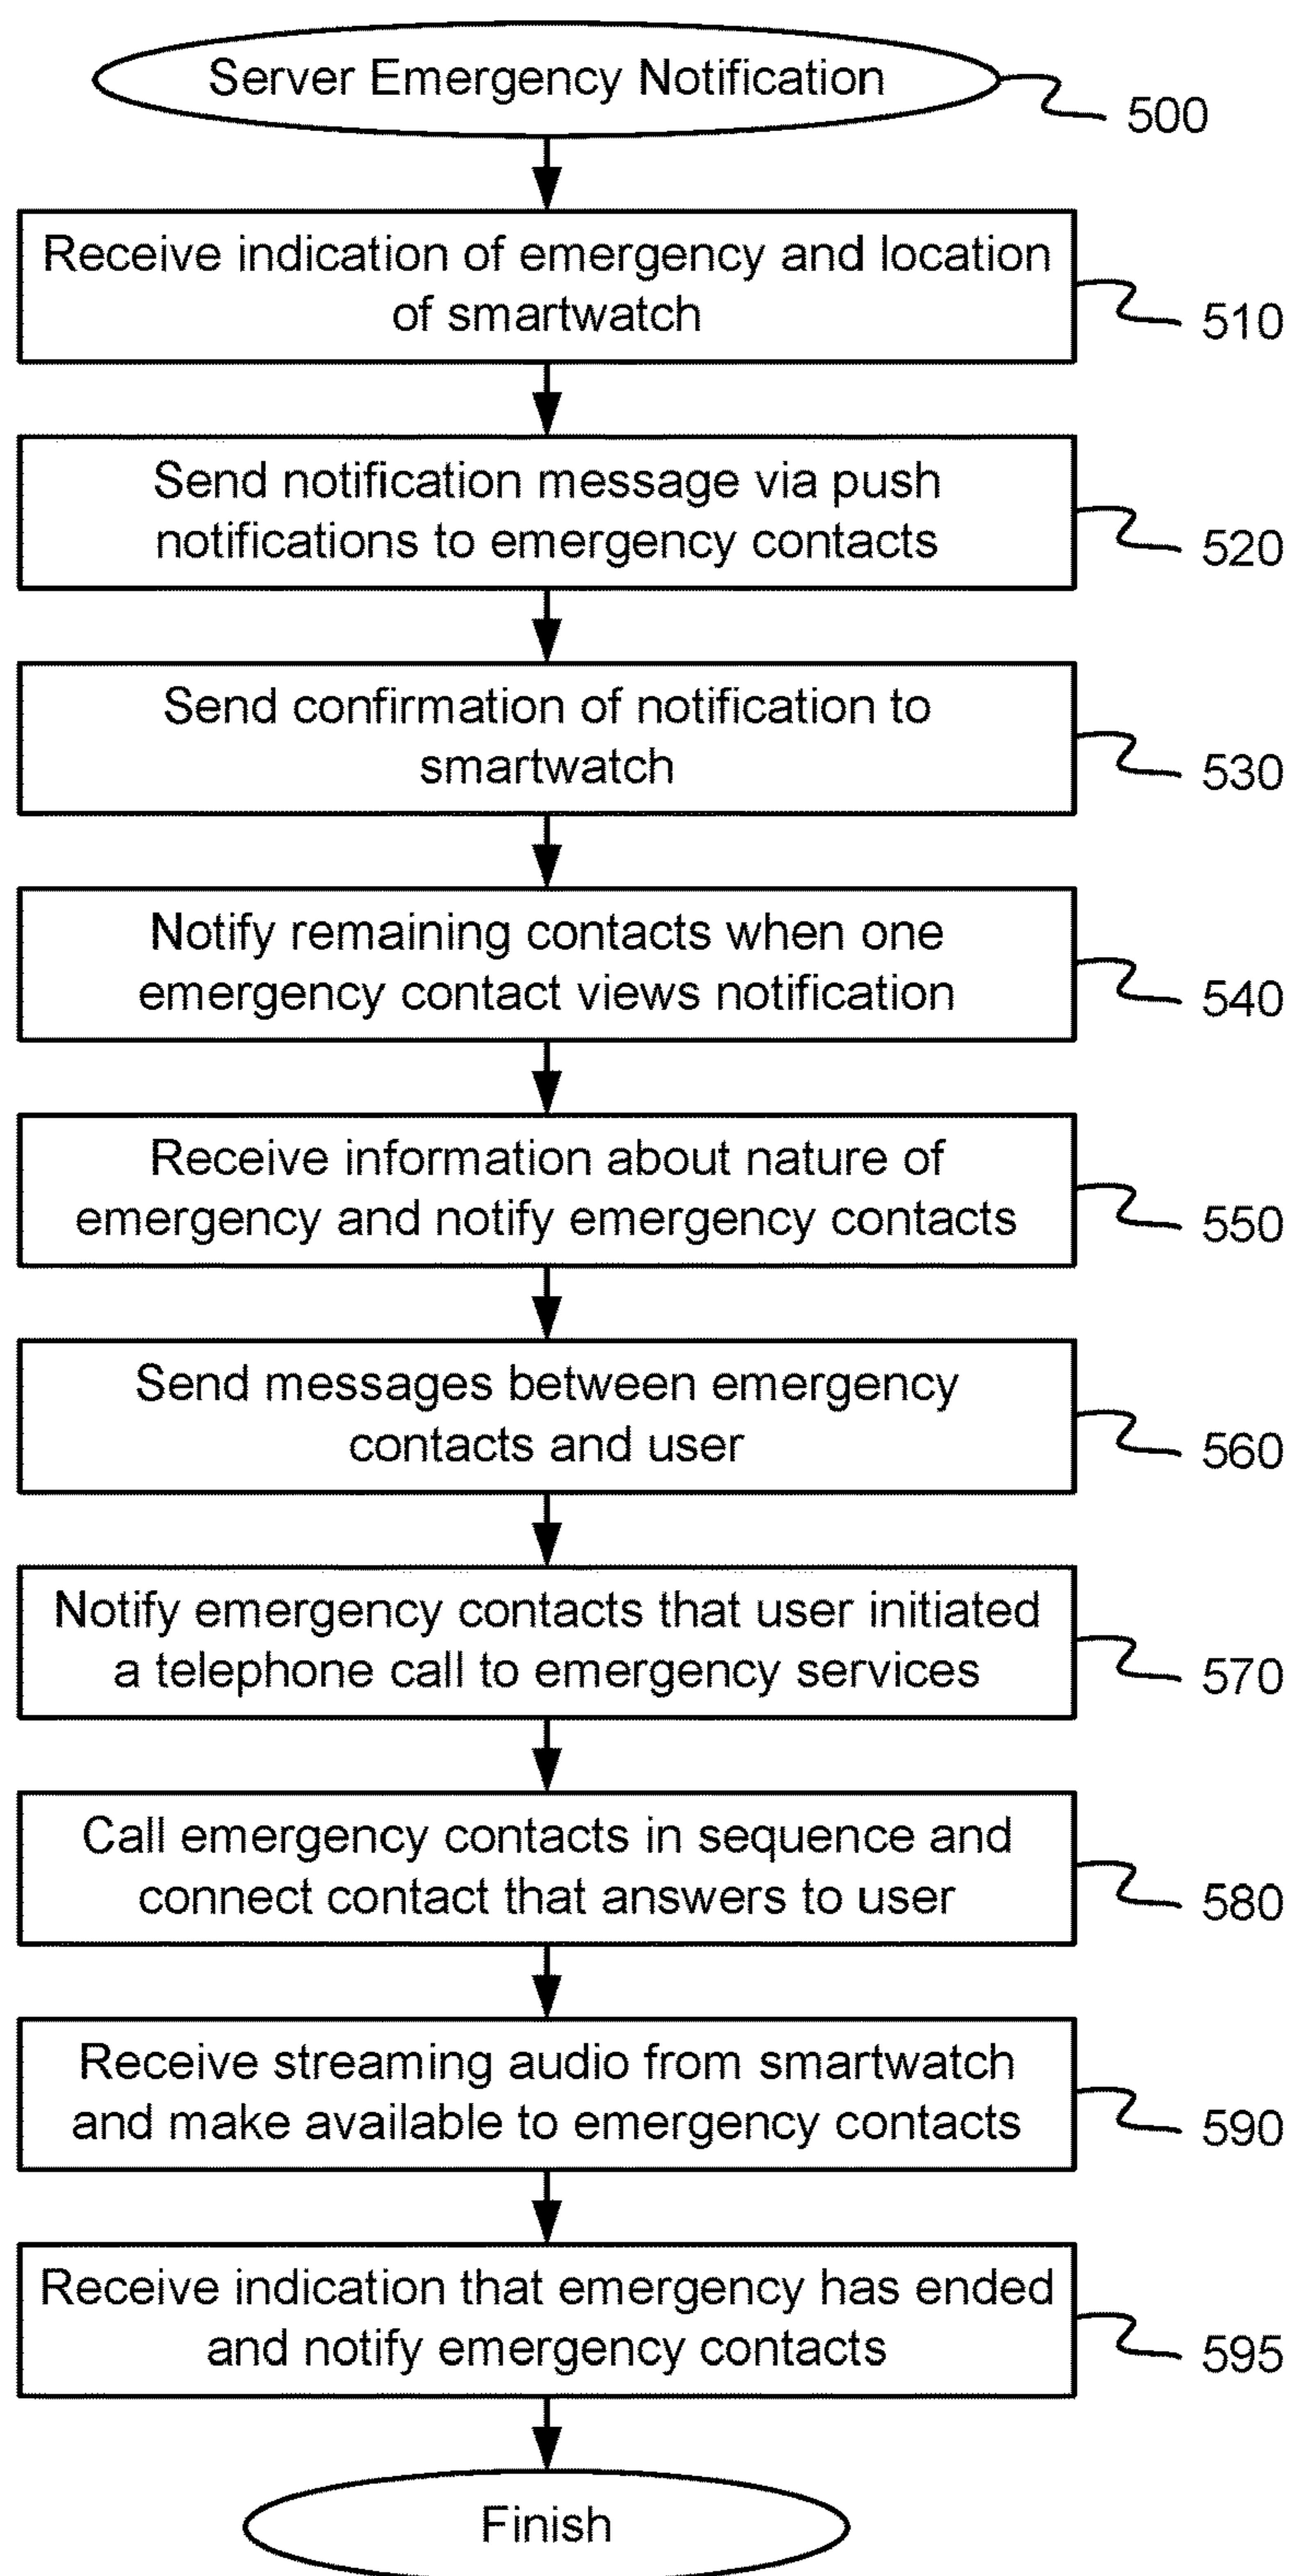 Server Emergency Notification
500
Receive indication of emergency and location
of smartwatch
510
Send notification message via push
notifications to emergency contacts
520
Send confirmation of notification to
smartwatch
530
Notify remaining contacts when one
emergency contact views notification
540
Receive information about nature of
emergency and notify emergency contacts
550
Send messages between emergency
contacts and user
560
Notify emergency contacts that user initiated
a telephone call to emergency services
570
Call emergency contacts in sequence and
connect contact that answers to user
580
Receive streaming audio from smartwatch
and make available to emergency contacts
590
Receive indication that emergency has ended
and notify emergency contacts
595
Finish